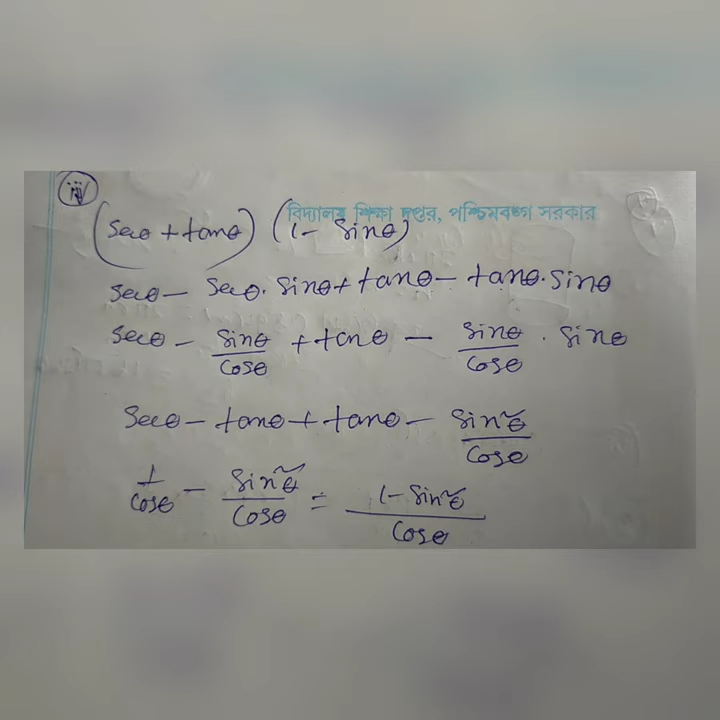 iv
বিদ্যালয় শিক্ষা দপ্তর, পশ্চিমবঙ্গ সরকার
(secθ + tanθ) (1 - sinθ)
secθ - secθ. sinθ + tanθ - tanθ. sinθ
secθ - sinθ/cosθ + tanθ - sinθ/cosθ . sinθ
secθ - tanθ + tanθ - sin²θ/cosθ
1/cosθ - sin²θ/cosθ = 1 - sin²θ/cosθ